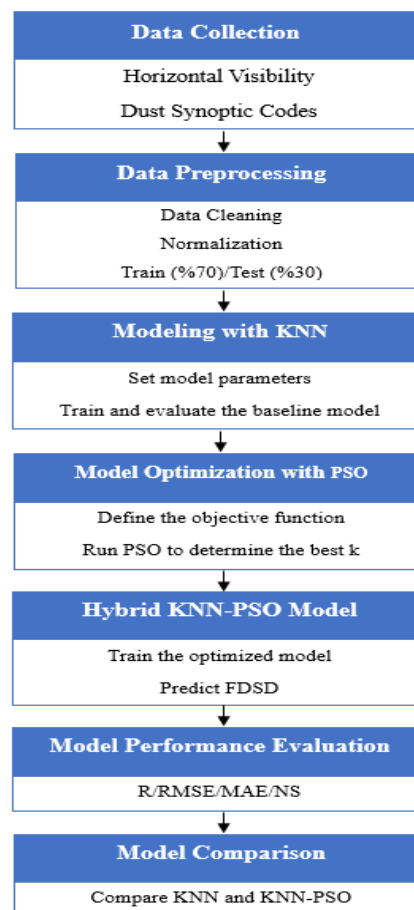 Data Collection
Horizontal Visibility
Dust Synoptic Codes
Data Preprocessing
Data Cleaning
Normalization
Train (%70)/Test (%30)
Modeling with KNN
Set model parameters
Train and evaluate the baseline model
Model Optimization with PSO
Define the objective function
Run PSO to determine the best k
Hybrid KNN-PSO Model
Train the optimized model
Predict FDSD
Model Performance Evaluation
R/RMSE/MAE/NS
Model Comparison
Compare KNN and KNN-PSO